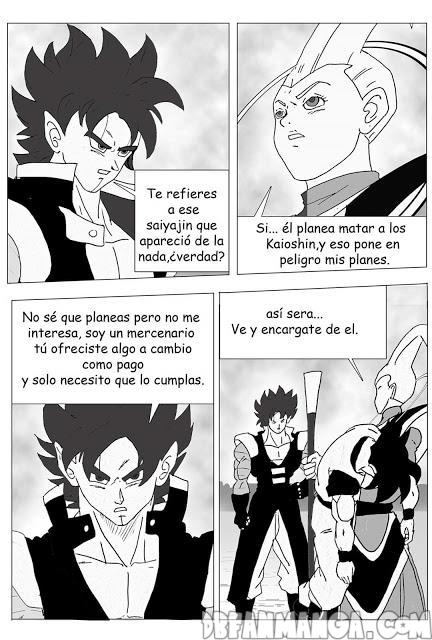 Te refieres
a ese
saiyajin que
apareció de la
nada,¿verdad?
Si... él planea matar a los
Kaioshin,y eso pone en
peligro mis planes.
No sé que planeas pero no me
interesa, soy un mercenario
tú ofreciste algo a cambio
como pago
y solo necesito que lo cumplas.
así sera...
Ve y encargate de el.
DBFANMANGA.COM